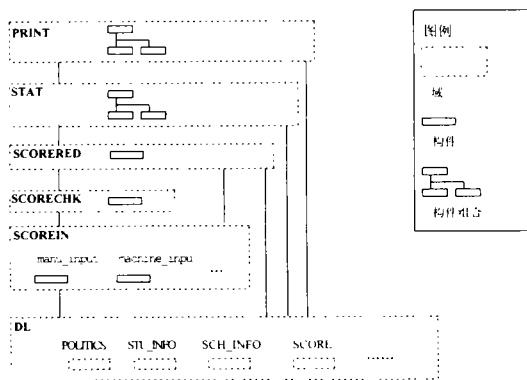 PRINT
图例
STAT
域
构件
SCORERED
SCORECHK
构件组合
SCOREIN
manu_input machine_inpu
...
DL
POLITICS STU_INFO SCH_INFO SCORE
......